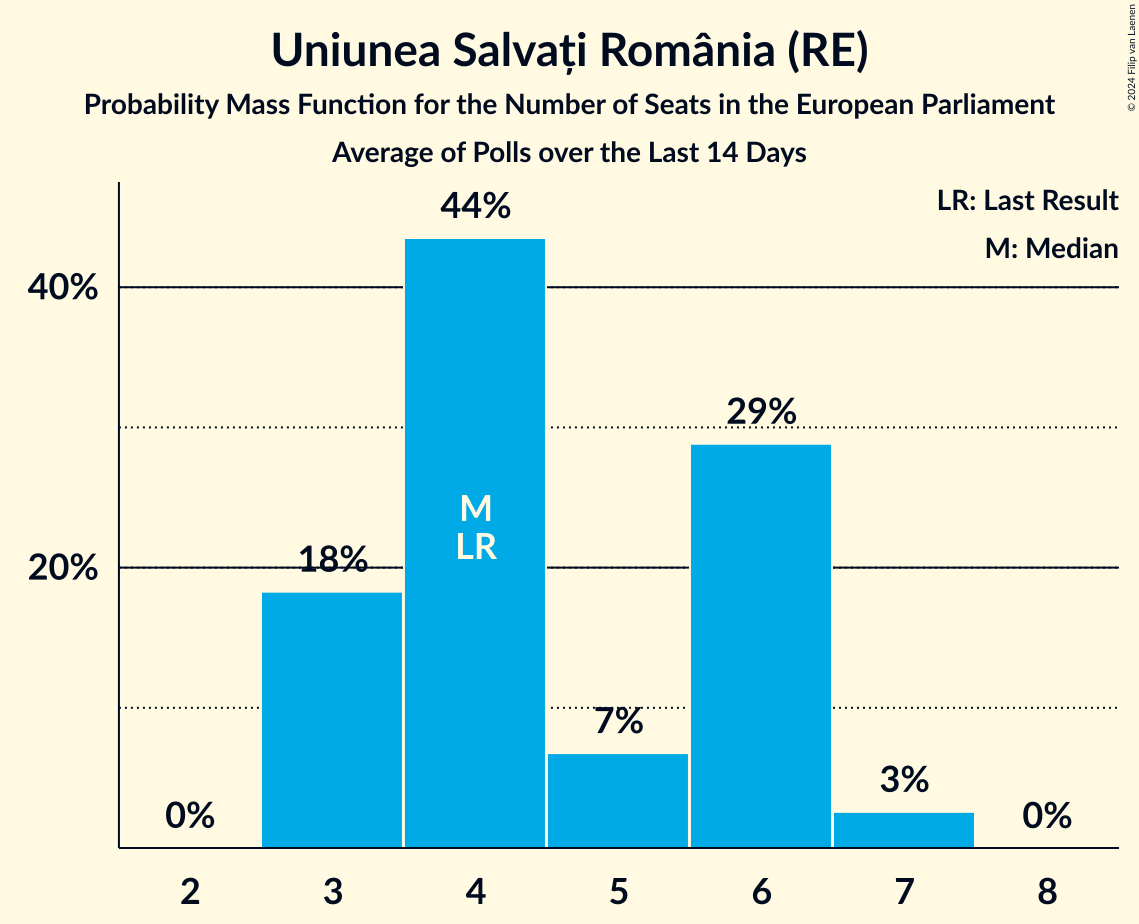 Uniunea Salvați România (RE)
Probability Mass Function for the Number of Seats in the European Parliament
Average of Polls over the Last 14 Days
© 2024 Filip van Laenen
LR: Last Result
M: Median
40%
20%
0%
18%
44%
7%
29%
3%
0%
M
LR
2
3
4
5
6
7
8